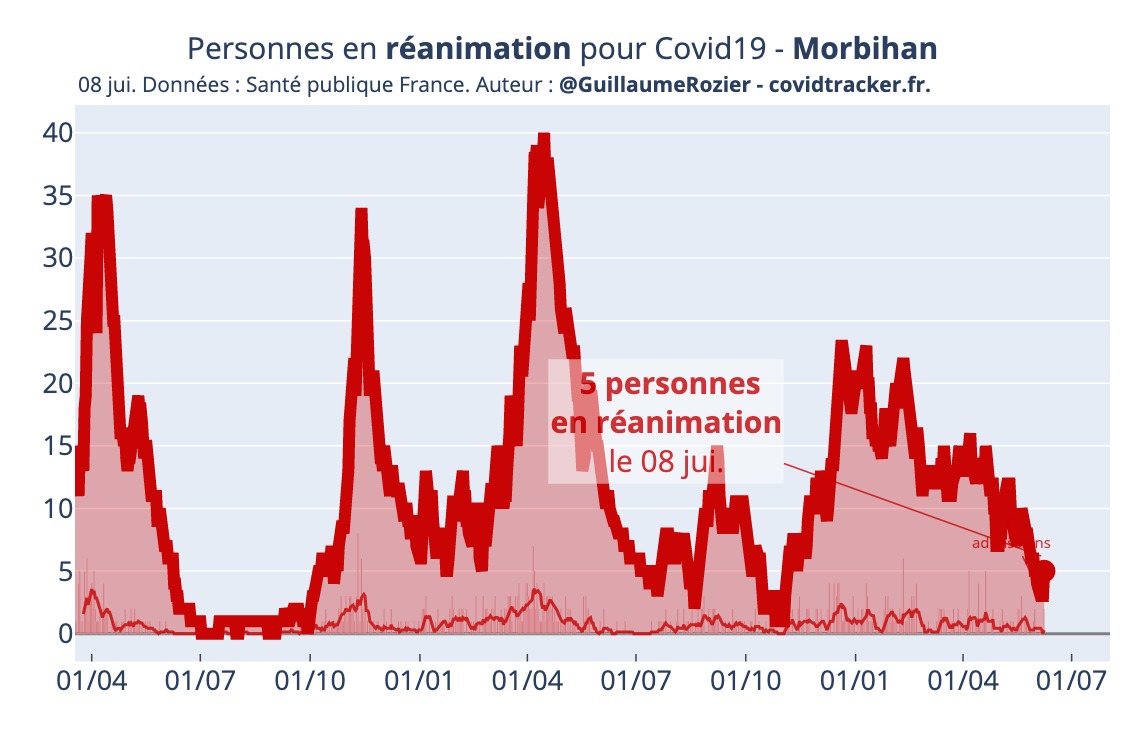 Personnes en réanimation pour Covid19 - Morbihan
08 jui. Données : Santé publique France. Auteur : @GuillaumeRozier - covidtracker.fr.
40
35
30
25
20
15
10
5
0
5 personnes
en réanimation
le 08 jui.
01/04 01/07 01/10 01/01 01/04 01/07 01/10 01/01 01/04 01/07